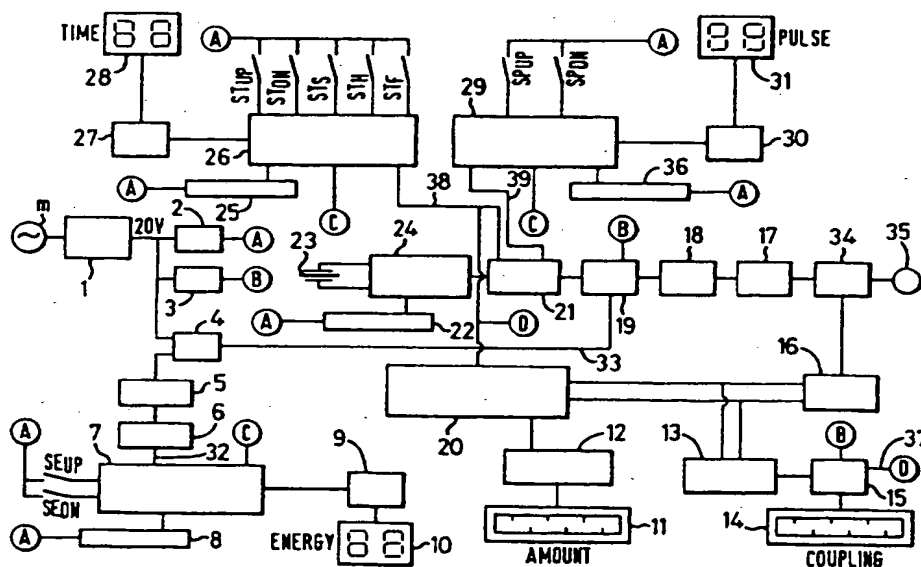 TIME
28
A
STUP
STDN
STS
STH
STF
SPUP
SPDN
A
PULSE
31
29
27
26
30
A
25
38
C
39
C
36
A
m
20V
2
A
23
24
B
18
17
34
35
1
3
B
A
22
D
21
19
4
33
16
5
6
20
A
7
32
C
9
12
13
B
37
D
SEUP
SEDN
15
A
8
ENERGY
10
11
14
AMOUNT
COUPLING